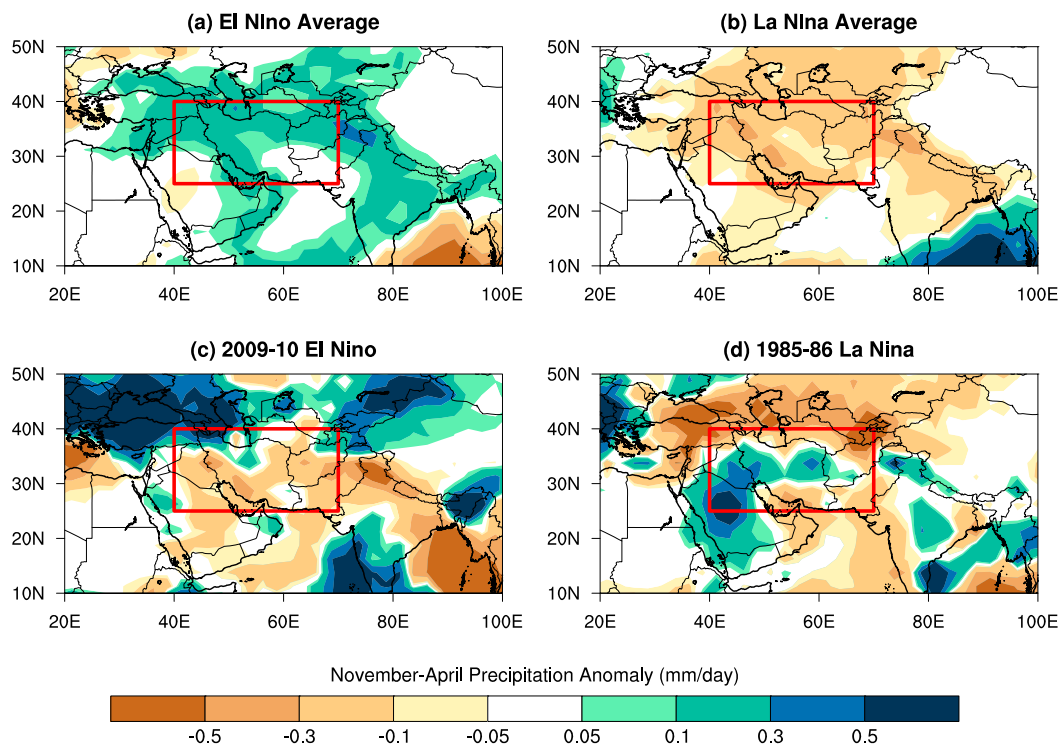 (a) El NIno Average
(b) La NIna Average
50N
40N
30N
20N
10N
20E 40E 60E 80E 100E
50N
40N
30N
20N
10N
20E 40E 60E 80E 100E
(c) 2009-10 El Nino
(d) 1985-86 La Nina
50N
40N
30N
20N
10N
20E 40E 60E 80E 100E
50N
40N
30N
20N
10N
20E 40E 60E 80E 100E
November-April Precipitation Anomaly (mm/day)
-0.5 -0.3 -0.1 -0.05 0.05 0.1 0.3 0.5